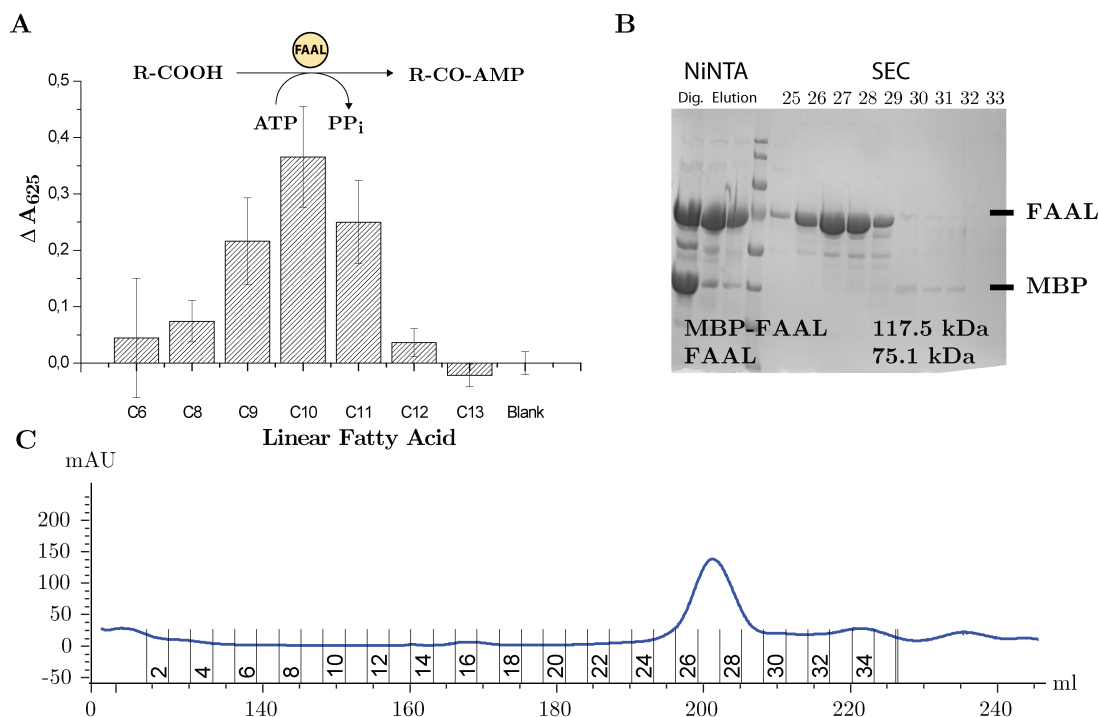 A
FAAL
R-COOH
R-CO-AMP
ATP
PPi
0,5
0,4
0,3
0,2
0,1
0,0
Δ A625
C6 C8 C9 C10 C11 C12 C13 Blank
Linear Fatty Acid
B
NiNTA SEC
Dig. Elution 25 26 27 28 29 30 31 32 33
FAAL
MBP
MBP-FAAL 117.5 kDa
FAAL 75.1 kDa
C
mAU
200
150
100
50
0
-50
2 4 6 8 10 12 14 16 18 20 22 24 26 28 30 32 34
0 140 160 180 200 220 240
ml